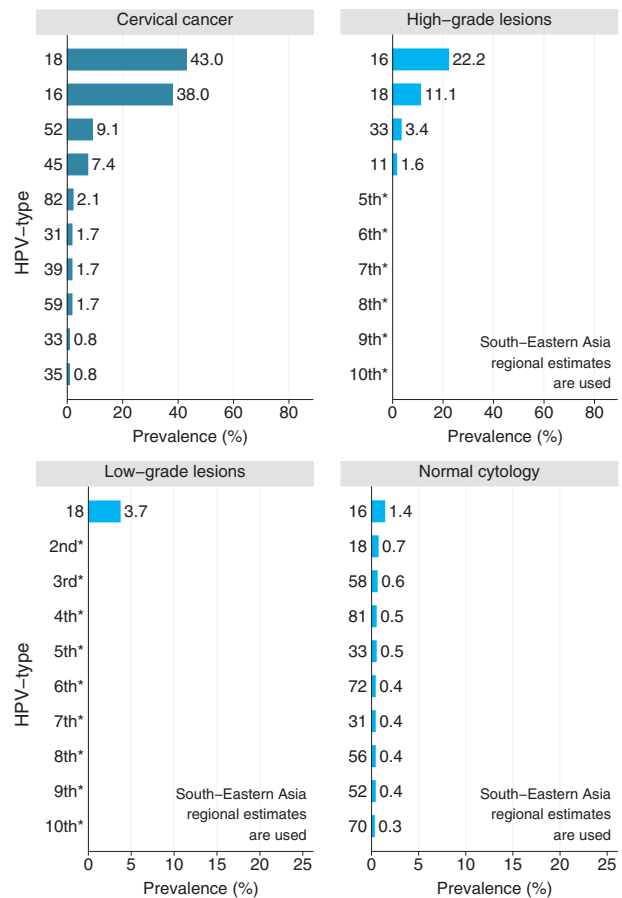 Cervical cancer
HPV−type
18 43.0
16 38.0
52 9.1
45 7.4
82 2.1
31 1.7
39 1.7
59 1.7
33 0.8
35 0.8
0 20 40 60 80
Prevalence (%)
High−grade lesions
16 22.2
18 11.1
33 3.4
11 1.6
5th*
6th*
7th*
8th*
9th*
10th*
South−Eastern Asia
regional estimates
are used
0 20 40 60 80
Prevalence (%)
Low−grade lesions
HPV−type
18 3.7
2nd*
3rd*
4th*
5th*
6th*
7th*
8th*
9th*
10th*
South−Eastern Asia
regional estimates
are used
0 5 10 15 20 25
Prevalence (%)
Normal cytology
16 1.4
18 0.7
58 0.6
81 0.5
33 0.5
72 0.4
31 0.4
56 0.4
52 0.4
70 0.3
South−Eastern Asia
regional estimates
are used
0 5 10 15 20 25
Prevalence (%)